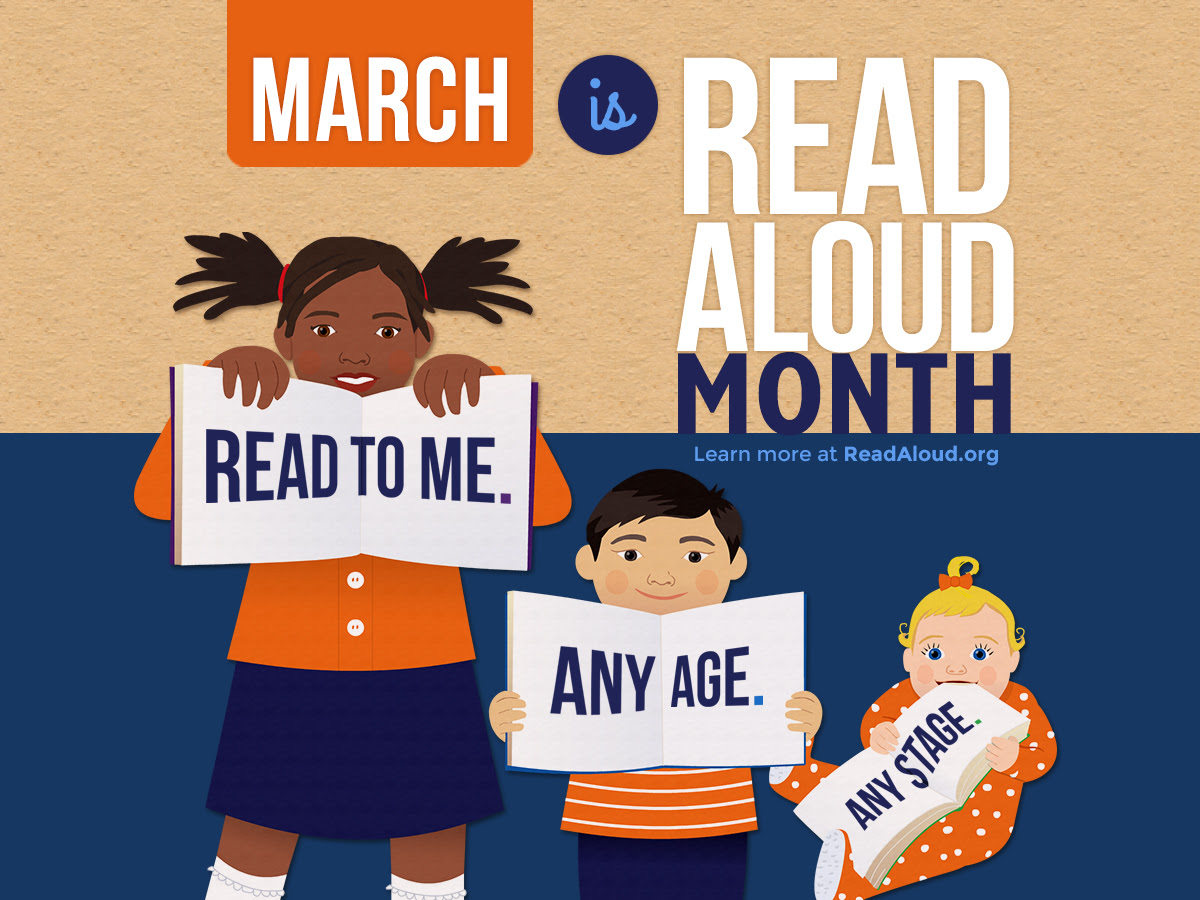 MARCH is READ
ALOUD
MONTH
Learn more at ReadAloud.org
READ TO ME.
ANY AGE.
ANY STAGE.